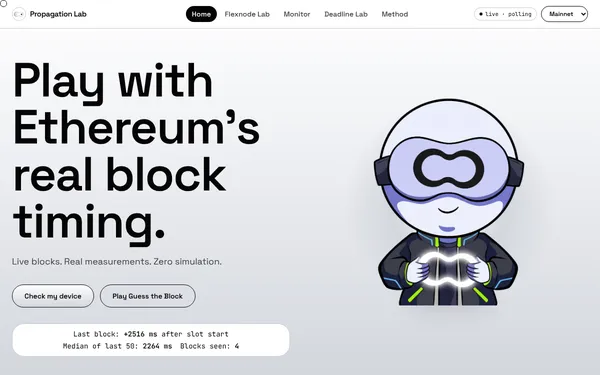 Propagation Lab
Home
Flexnode Lab
Monitor
Deadline Lab
Method
live · polling
Mainnet
Play with
Ethereum's
real block
timing.
Live blocks. Real measurements. Zero simulation.
Check my device
Play Guess the Block
Last block: +2516 ms after slot start
Median of last 50: 2264 ms Blocks seen: 4